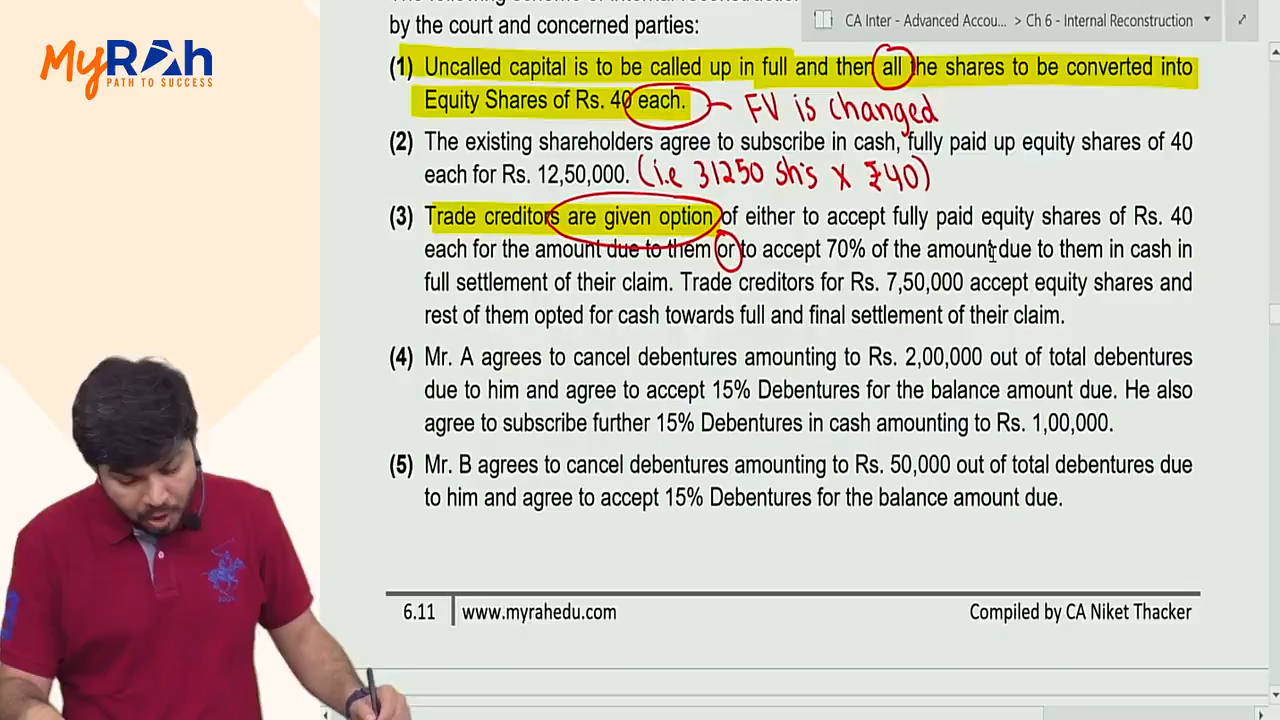 The following scheme of internal reconstruction
by the court and concerned parties:
CA Inter - Advanced Accou... > Ch 6 - Internal Reconstruction
MyRAh
PATH TO SUCCESS
(1) Uncalled capital is to be called up in full and then all the shares to be converted into
Equity Shares of Rs. 40 each. – FV is changed
(2) The existing shareholders agree to subscribe in cash, fully paid up equity shares of 40
each for Rs. 12,50,000. (i.e 31250 sh's x ₹40)
(3) Trade creditors are given option of either to accept fully paid equity shares of Rs. 40
each for the amount due to them or to accept 70% of the amount due to them in cash in
full settlement of their claim. Trade creditors for Rs. 7,50,000 accept equity shares and
rest of them opted for cash towards full and final settlement of their claim.
(4) Mr. A agrees to cancel debentures amounting to Rs. 2,00,000 out of total debentures
due to him and agree to accept 15% Debentures for the balance amount due. He also
agree to subscribe further 15% Debentures in cash amounting to Rs. 1,00,000.
(5) Mr. B agrees to cancel debentures amounting to Rs. 50,000 out of total debentures due
to him and agree to accept 15% Debentures for the balance amount due.
6.11 www.myrahedu.com Compiled by CA Niket Thacker